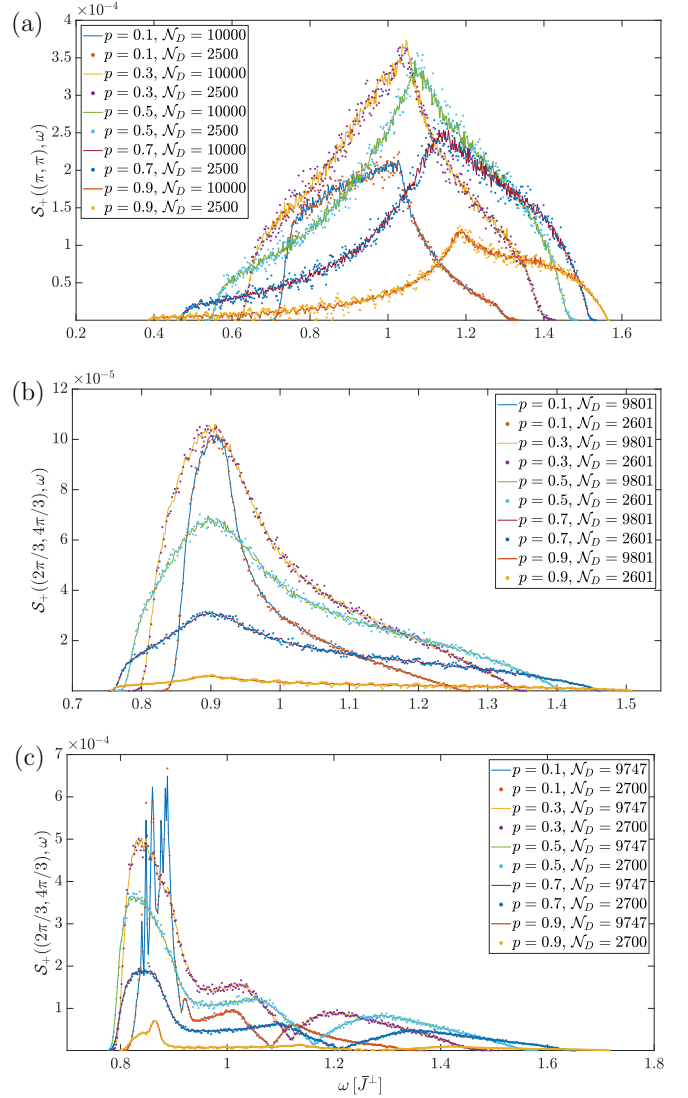 (a)
×10⁻⁴
p = 0.1, 𝒩_D = 10000
p = 0.1, 𝒩_D = 2500
p = 0.3, 𝒩_D = 10000
p = 0.3, 𝒩_D = 2500
p = 0.5, 𝒩_D = 10000
p = 0.5, 𝒩_D = 2500
p = 0.7, 𝒩_D = 10000
p = 0.7, 𝒩_D = 2500
p = 0.9, 𝒩_D = 10000
p = 0.9, 𝒩_D = 2500
𝒮₊((π, π), ω)
4
3.5
3
2.5
2
1.5
1
0.5
0.2 0.4 0.6 0.8 1 1.2 1.4 1.6
(b)
×10⁻⁵
p = 0.1, 𝒩_D = 9801
p = 0.1, 𝒩_D = 2601
p = 0.3, 𝒩_D = 9801
p = 0.3, 𝒩_D = 2601
p = 0.5, 𝒩_D = 9801
p = 0.5, 𝒩_D = 2601
p = 0.7, 𝒩_D = 9801
p = 0.7, 𝒩_D = 2601
p = 0.9, 𝒩_D = 9801
p = 0.9, 𝒩_D = 2601
𝒮₊((2π/3, 4π/3), ω)
12
10
8
6
4
2
0.7 0.8 0.9 1 1.1 1.2 1.3 1.4 1.5
(c)
×10⁻⁴
p = 0.1, 𝒩_D = 9747
p = 0.1, 𝒩_D = 2700
p = 0.3, 𝒩_D = 9747
p = 0.3, 𝒩_D = 2700
p = 0.5, 𝒩_D = 9747
p = 0.5, 𝒩_D = 2700
p = 0.7, 𝒩_D = 9747
p = 0.7, 𝒩_D = 2700
p = 0.9, 𝒩_D = 9747
p = 0.9, 𝒩_D = 2700
𝒮₊((2π/3, 4π/3), ω)
7
6
5
4
3
2
1
0.8 1 1.2 1.4 1.6 1.8
ω [J̄^⊥]